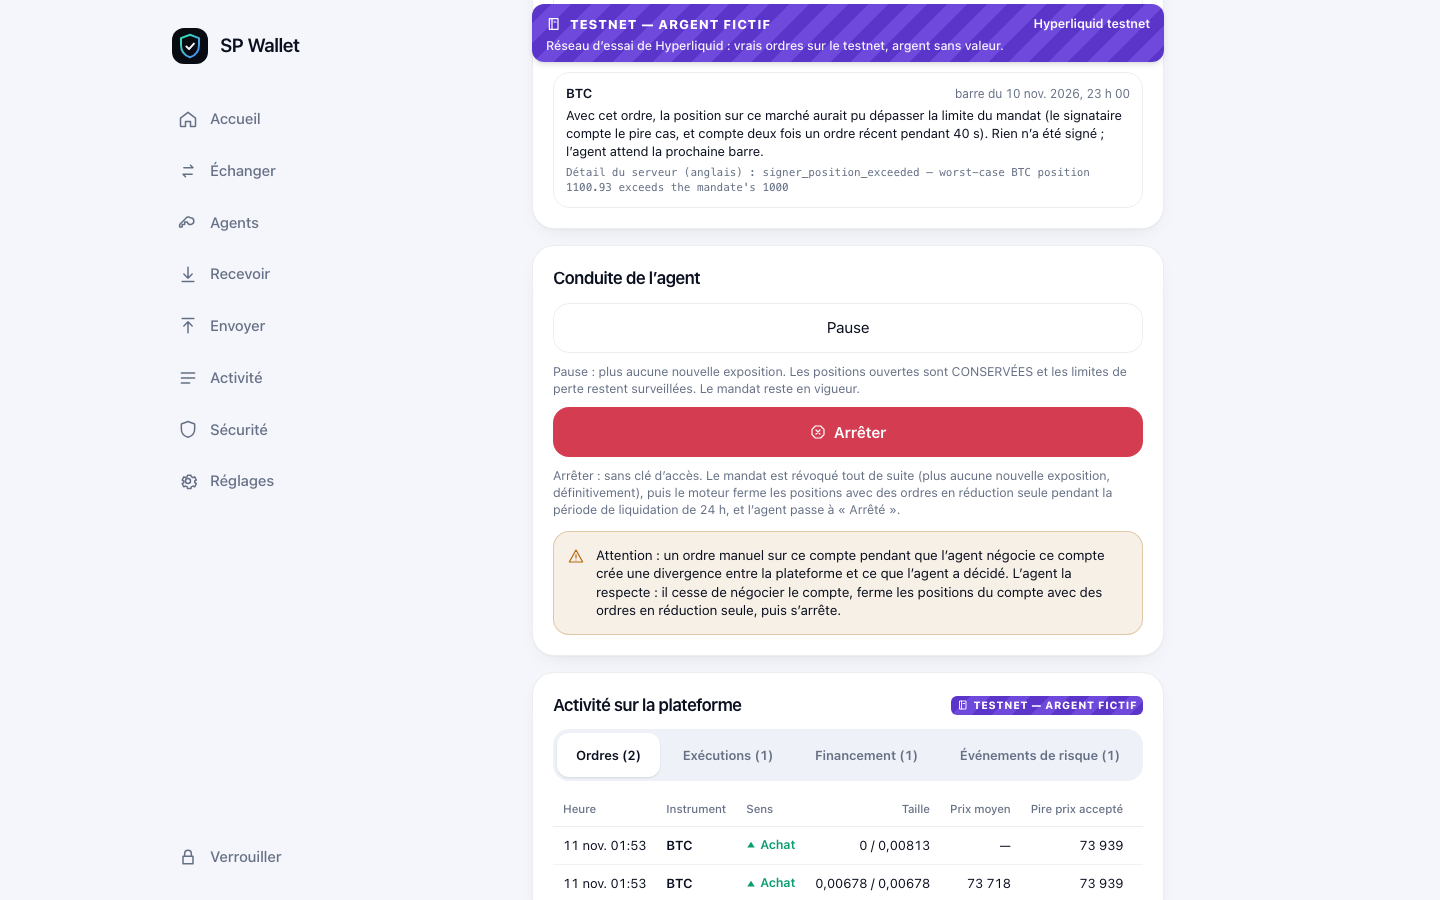 SP Wallet
Accueil
Échanger
Agents
Recevoir
Envoyer
Activité
Sécurité
Réglages
Verrouiller
TESTNET — ARGENT FICTIF
Hyperliquid testnet
Réseau d’essai de Hyperliquid : vrais ordres sur le testnet, argent sans valeur.
BTC
barre du 10 nov. 2026, 23 h 00
Avec cet ordre, la position sur ce marché aurait pu dépasser la limite du mandat (le signataire
compte le pire cas, et compte deux fois un ordre récent pendant 40 s). Rien n’a été signé ;
l’agent attend la prochaine barre.
Détail du serveur (anglais) : signer_position_exceeded — worst-case BTC position
1100.93 exceeds the mandate's 1000
Conduite de l’agent
Pause
Pause : plus aucune nouvelle exposition. Les positions ouvertes sont CONSERVÉES et les limites de
perte restent surveillées. Le mandat reste en vigueur.
Arrêter
Arrêter : sans clé d’accès. Le mandat est révoqué tout de suite (plus aucune nouvelle exposition,
définitivement), puis le moteur ferme les positions avec des ordres en réduction seule pendant la
période de liquidation de 24 h, et l’agent passe à « Arrêté ».
Attention : un ordre manuel sur ce compte pendant que l’agent négocie ce compte
crée une divergence entre la plateforme et ce que l’agent a décidé. L’agent la
respecte : il cesse de négocier le compte, ferme les positions du compte avec des
ordres en réduction seule, puis s’arrête.
Activité sur la plateforme
TESTNET — ARGENT FICTIF
Ordres (2) Exécutions (1) Financement (1) Événements de risque (1)
Heure Instrument Sens Taille Prix moyen Pire prix accepté
11 nov. 01:53 BTC ▲ Achat 0 / 0,00813 — 73 939
11 nov. 01:53 BTC ▲ Achat 0,00678 / 0,00678 73 718 73 939